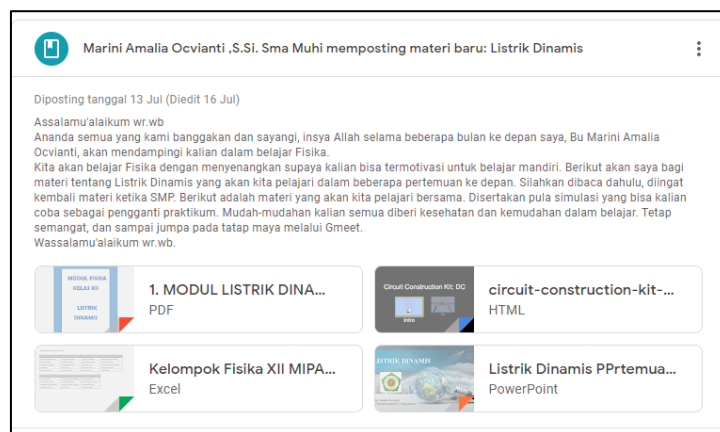 Marini Amalia Ocvianti ,S.Si. Sma Muhi memposting materi baru: Listrik Dinamis
Diposting tanggal 13 Jul (Diedit 16 Jul)
Assalamu'alaikum wr.wb
Ananda semua yang kami banggakan dan sayangi, insya Allah selama beberapa bulan ke depan saya, Bu Marini Amalia
Ocvianti, akan mendampingi kalian dalam belajar Fisika.
Kita akan belajar Fisika dengan menyenangkan supaya kalian bisa termotivasi untuk belajar mandiri. Berikut akan saya bagi
materi tentang Listrik Dinamis yang akan kita pelajari dalam beberapa pertemuan ke depan. Silahkan dibaca dahulu, diingat
kembali materi ketika SMP. Berikut adalah materi yang akan kita pelajari bersama. Disertakan pula simulasi yang bisa kalian
coba sebagai pengganti praktikum. Mudah-mudahan kalian semua diberi kesehatan dan kemudahan dalam belajar. Tetap
semangat, dan sampai jumpa pada tatap maya melalui Gmeet.
Wassalamu'alaikum wr.wb.
MODUL FISIKA
KELAS XII
LISTRIK
DINAMIS
1. MODUL LISTRIK DINA...
PDF
Circuit Construction Kit: DC
Intro
circuit-construction-kit-...
HTML
Kelompok Fisika XII MIPA...
Excel
LISTRIK DINAMIS
Listrik Dinamis PPrtemua...
PowerPoint